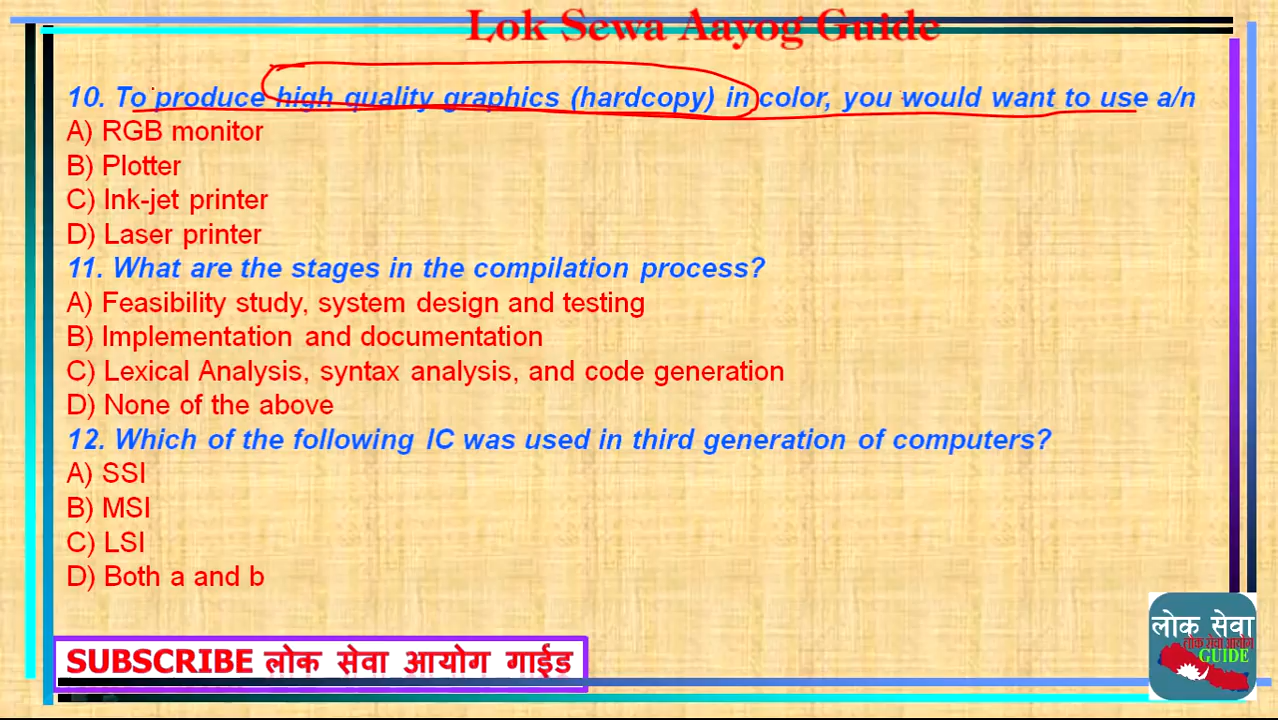 Lok Sewa Aayog Guide
10. To produce high quality graphics (hardcopy) in color, you would want to use a/n
A) RGB monitor
B) Plotter
C) Ink-jet printer
D) Laser printer
11. What are the stages in the compilation process?
A) Feasibility study, system design and testing
B) Implementation and documentation
C) Lexical Analysis, syntax analysis, and code generation
D) None of the above
12. Which of the following IC was used in third generation of computers?
A) SSI
B) MSI
C) LSI
D) Both a and b
SUBSCRIBE लोक सेवा आयोग गाईड
लोक सेवा
लोक सेवा आयोग
GUIDE